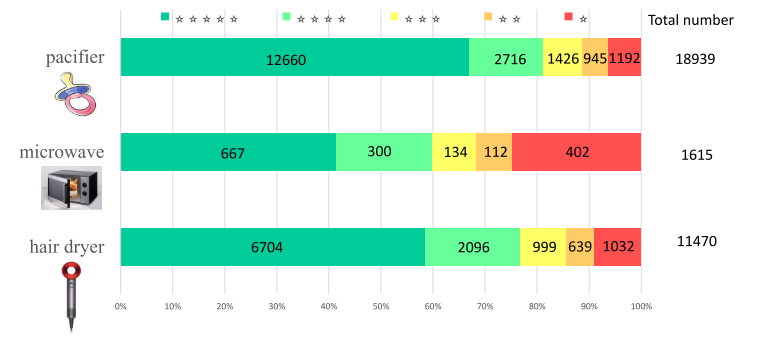 ☆ ☆ ☆ ☆ ☆ ☆ ☆ ☆ ☆ ☆ ☆ ☆ ☆ ☆ ☆ Total number
pacifier 12660 2716 1426 945 1192 18939
microwave 667 300 134 112 402 1615
hair dryer 6704 2096 999 639 1032 11470
0% 10% 20% 30% 40% 50% 60% 70% 80% 90% 100%